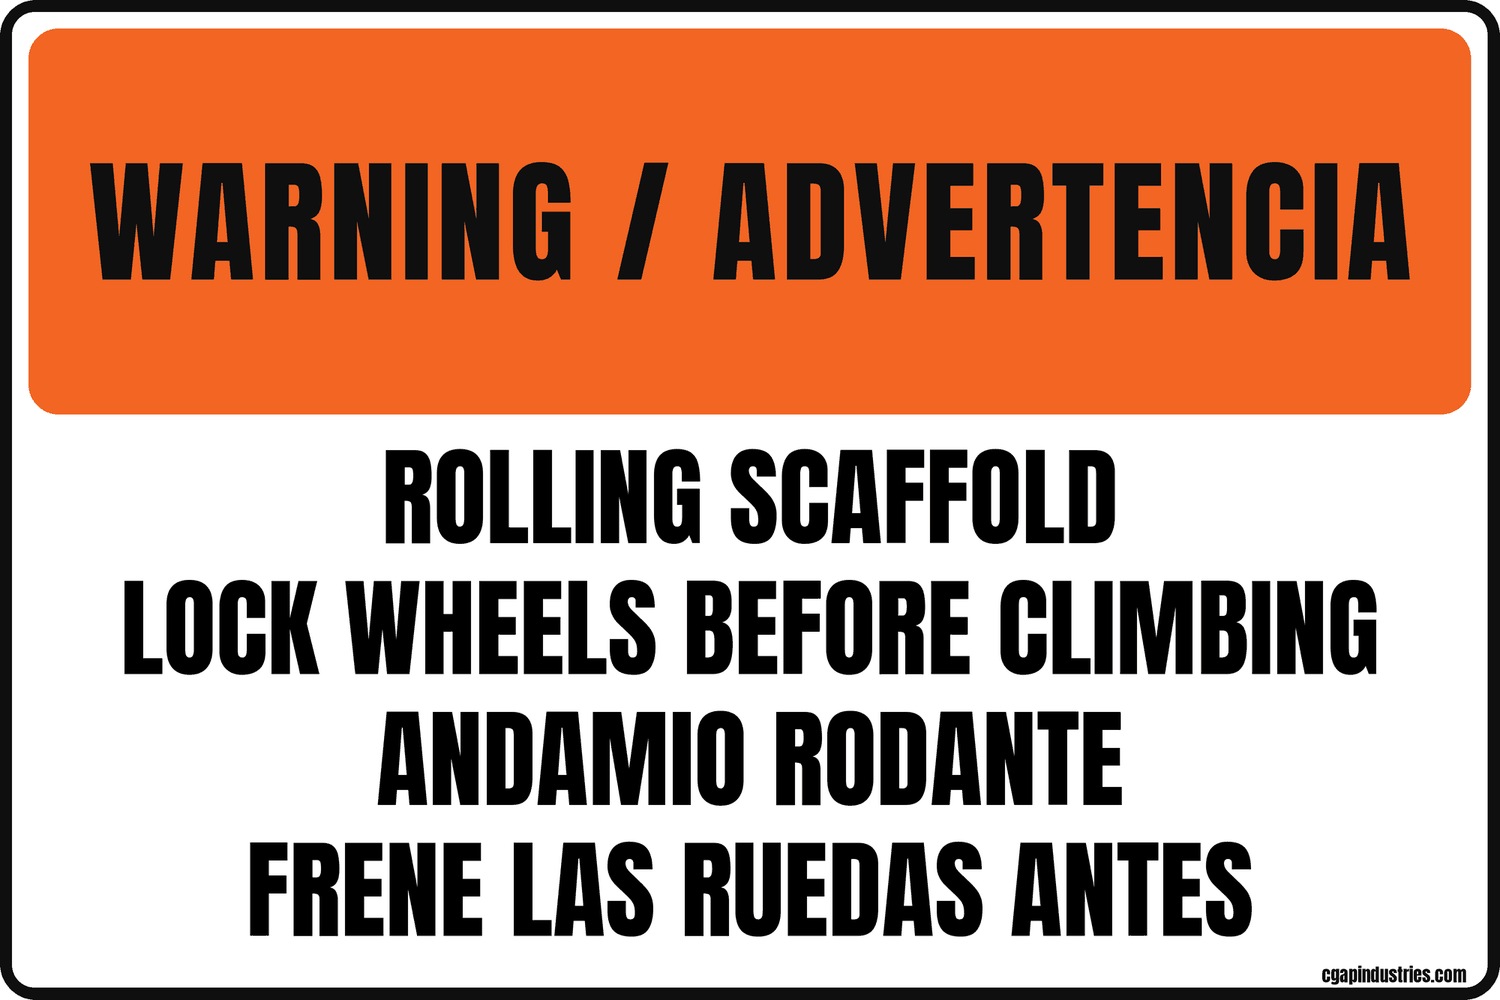 WARNING / ADVERTENCIA
ROLLING SCAFFOLD
LOCK WHEELS BEFORE CLIMBING
ANDAMIO RODANTE
FRENE LAS RUEDAS ANTES
cgapindustries.com